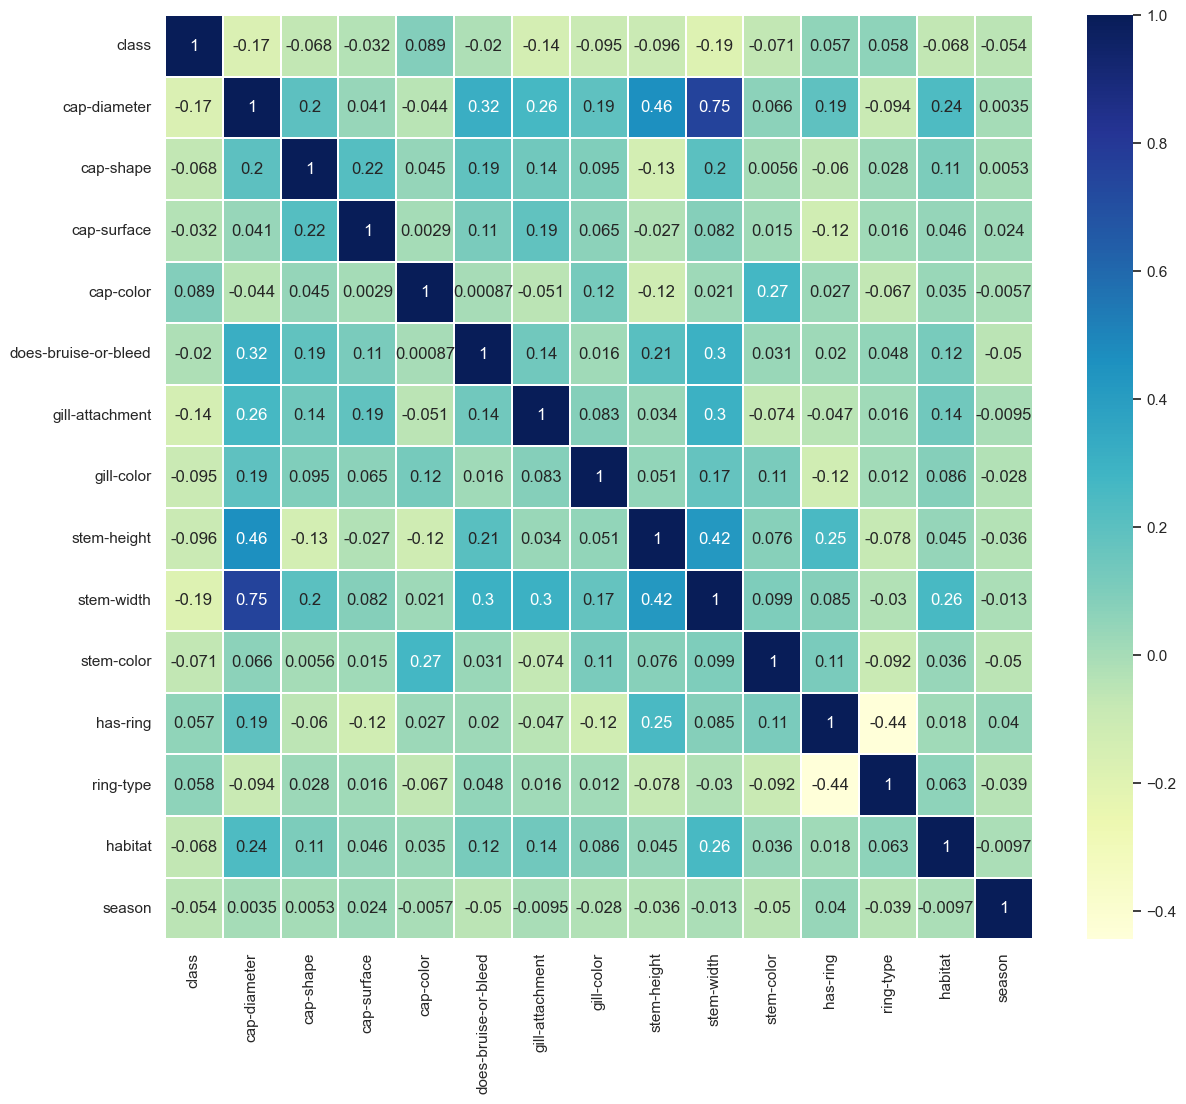 class 1 -0.17 -0.068 -0.032 0.089 -0.02 -0.14 -0.095 -0.096 -0.19 -0.071 0.057 0.058 -0.068 -0.054
cap-diameter -0.17 1 0.2 0.041 -0.044 0.32 0.26 0.19 0.46 0.75 0.066 0.19 -0.094 0.24 0.0035
cap-shape -0.068 0.2 1 0.22 0.045 0.19 0.14 0.095 -0.13 0.2 0.0056 -0.06 0.028 0.11 0.0053
cap-surface -0.032 0.041 0.22 1 0.0029 0.11 0.19 0.065 -0.027 0.082 0.015 -0.12 0.016 0.046 0.024
cap-color 0.089 -0.044 0.045 0.0029 1 0.00087 -0.051 0.12 -0.12 0.021 0.27 0.027 -0.067 0.035 -0.0057
does-bruise-or-bleed -0.02 0.32 0.19 0.11 0.00087 1 0.14 0.016 0.21 0.3 0.031 0.02 0.048 0.12 -0.05
gill-attachment -0.14 0.26 0.14 0.19 -0.051 0.14 1 0.083 0.034 0.3 -0.074 -0.047 0.016 0.14 -0.0095
gill-color -0.095 0.19 0.095 0.065 0.12 0.016 0.083 1 0.051 0.17 0.11 -0.12 0.012 0.086 -0.028
stem-height -0.096 0.46 -0.13 -0.027 -0.12 0.21 0.034 0.051 1 0.42 0.076 0.25 -0.078 0.045 -0.036
stem-width -0.19 0.75 0.2 0.082 0.021 0.3 0.3 0.17 0.42 1 0.099 0.085 -0.03 0.26 -0.013
stem-color -0.071 0.066 0.0056 0.015 0.27 0.031 -0.074 0.11 0.076 0.099 1 0.11 -0.092 0.036 -0.05
has-ring 0.057 0.19 -0.06 -0.12 0.027 0.02 -0.047 -0.12 0.25 0.085 0.11 1 -0.44 0.018 0.04
ring-type 0.058 -0.094 0.028 0.016 -0.067 0.048 0.016 0.012 -0.078 -0.03 -0.092 -0.44 1 0.063 -0.039
habitat -0.068 0.24 0.11 0.046 0.035 0.12 0.14 0.086 0.045 0.26 0.036 0.018 0.063 1 -0.0097
season -0.054 0.0035 0.0053 0.024 -0.0057 -0.05 -0.0095 -0.028 -0.036 -0.013 -0.05 0.04 -0.039 -0.0097 1
class
cap-diameter
cap-shape
cap-surface
cap-color
does-bruise-or-bleed
gill-attachment
gill-color
stem-height
stem-width
stem-color
has-ring
ring-type
habitat
season
1.0
0.8
0.6
0.4
0.2
0.0
−0.2
−0.4